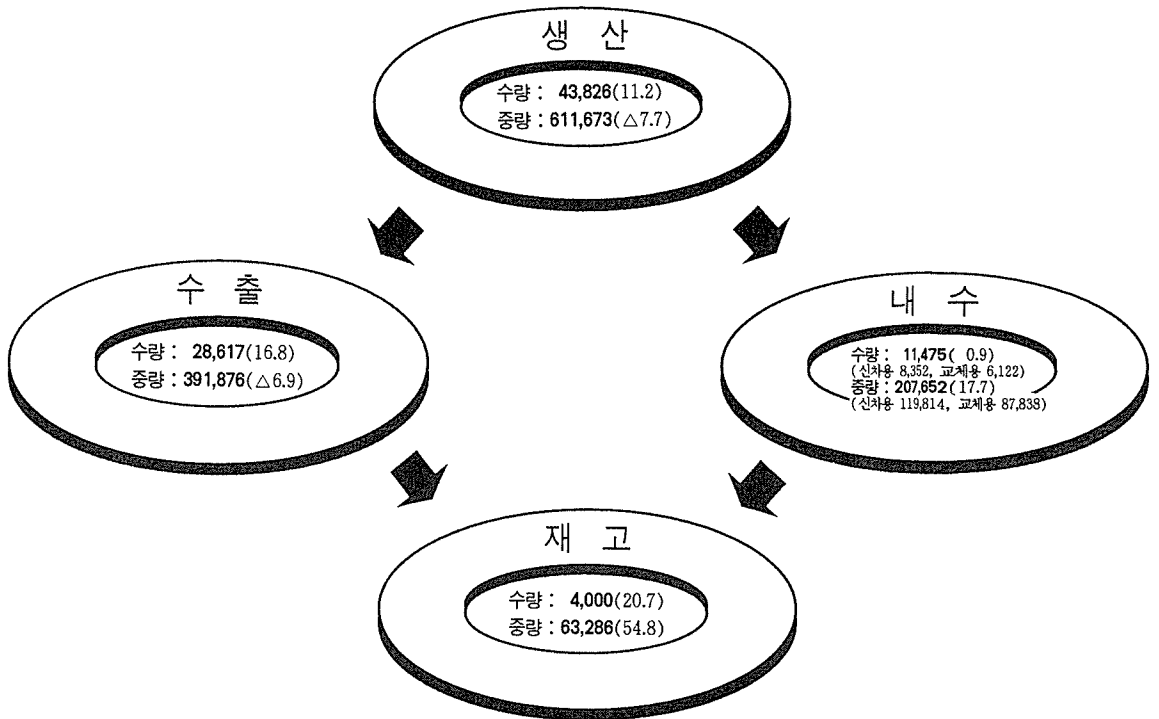 생 산
수량 : 43,826(11.2)
중량 : 611,673(△7.7)
수 출
수량 : 28,617(16.8)
중량 : 391,876(△6.9)
내 수
수량 : 11,475( 0.9)
(신차용 8,352, 교체용 6,122)
중량 : 207,652(17.7)
(신차용 119,814, 교체용 87,838)
재 고
수량 : 4,000(20.7)
중량 : 63,286(54.8)